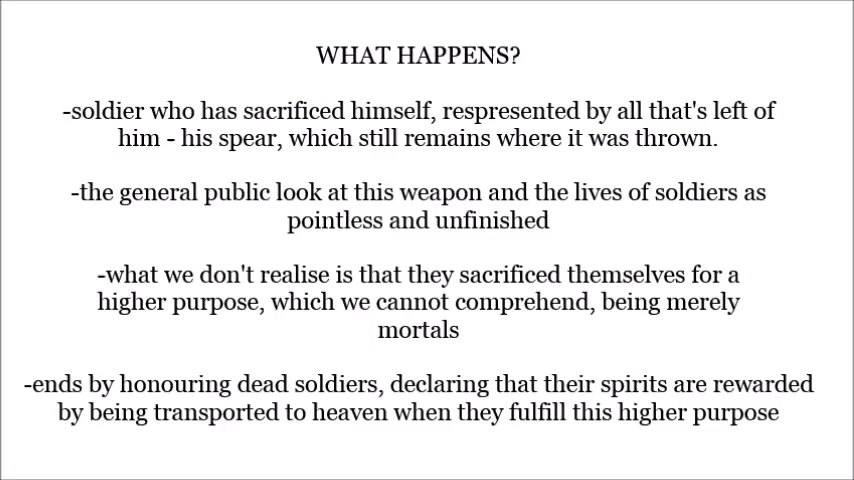 WHAT HAPPENS?
-soldier who has sacrificed himself, respresented by all that's left of
him - his spear, which still remains where it was thrown.
-the general public look at this weapon and the lives of soldiers as
pointless and unfinished
-what we don't realise is that they sacrificed themselves for a
higher purpose, which we cannot comprehend, being merely
mortals
-ends by honouring dead soldiers, declaring that their spirits are rewarded
by being transported to heaven when they fulfill this higher purpose